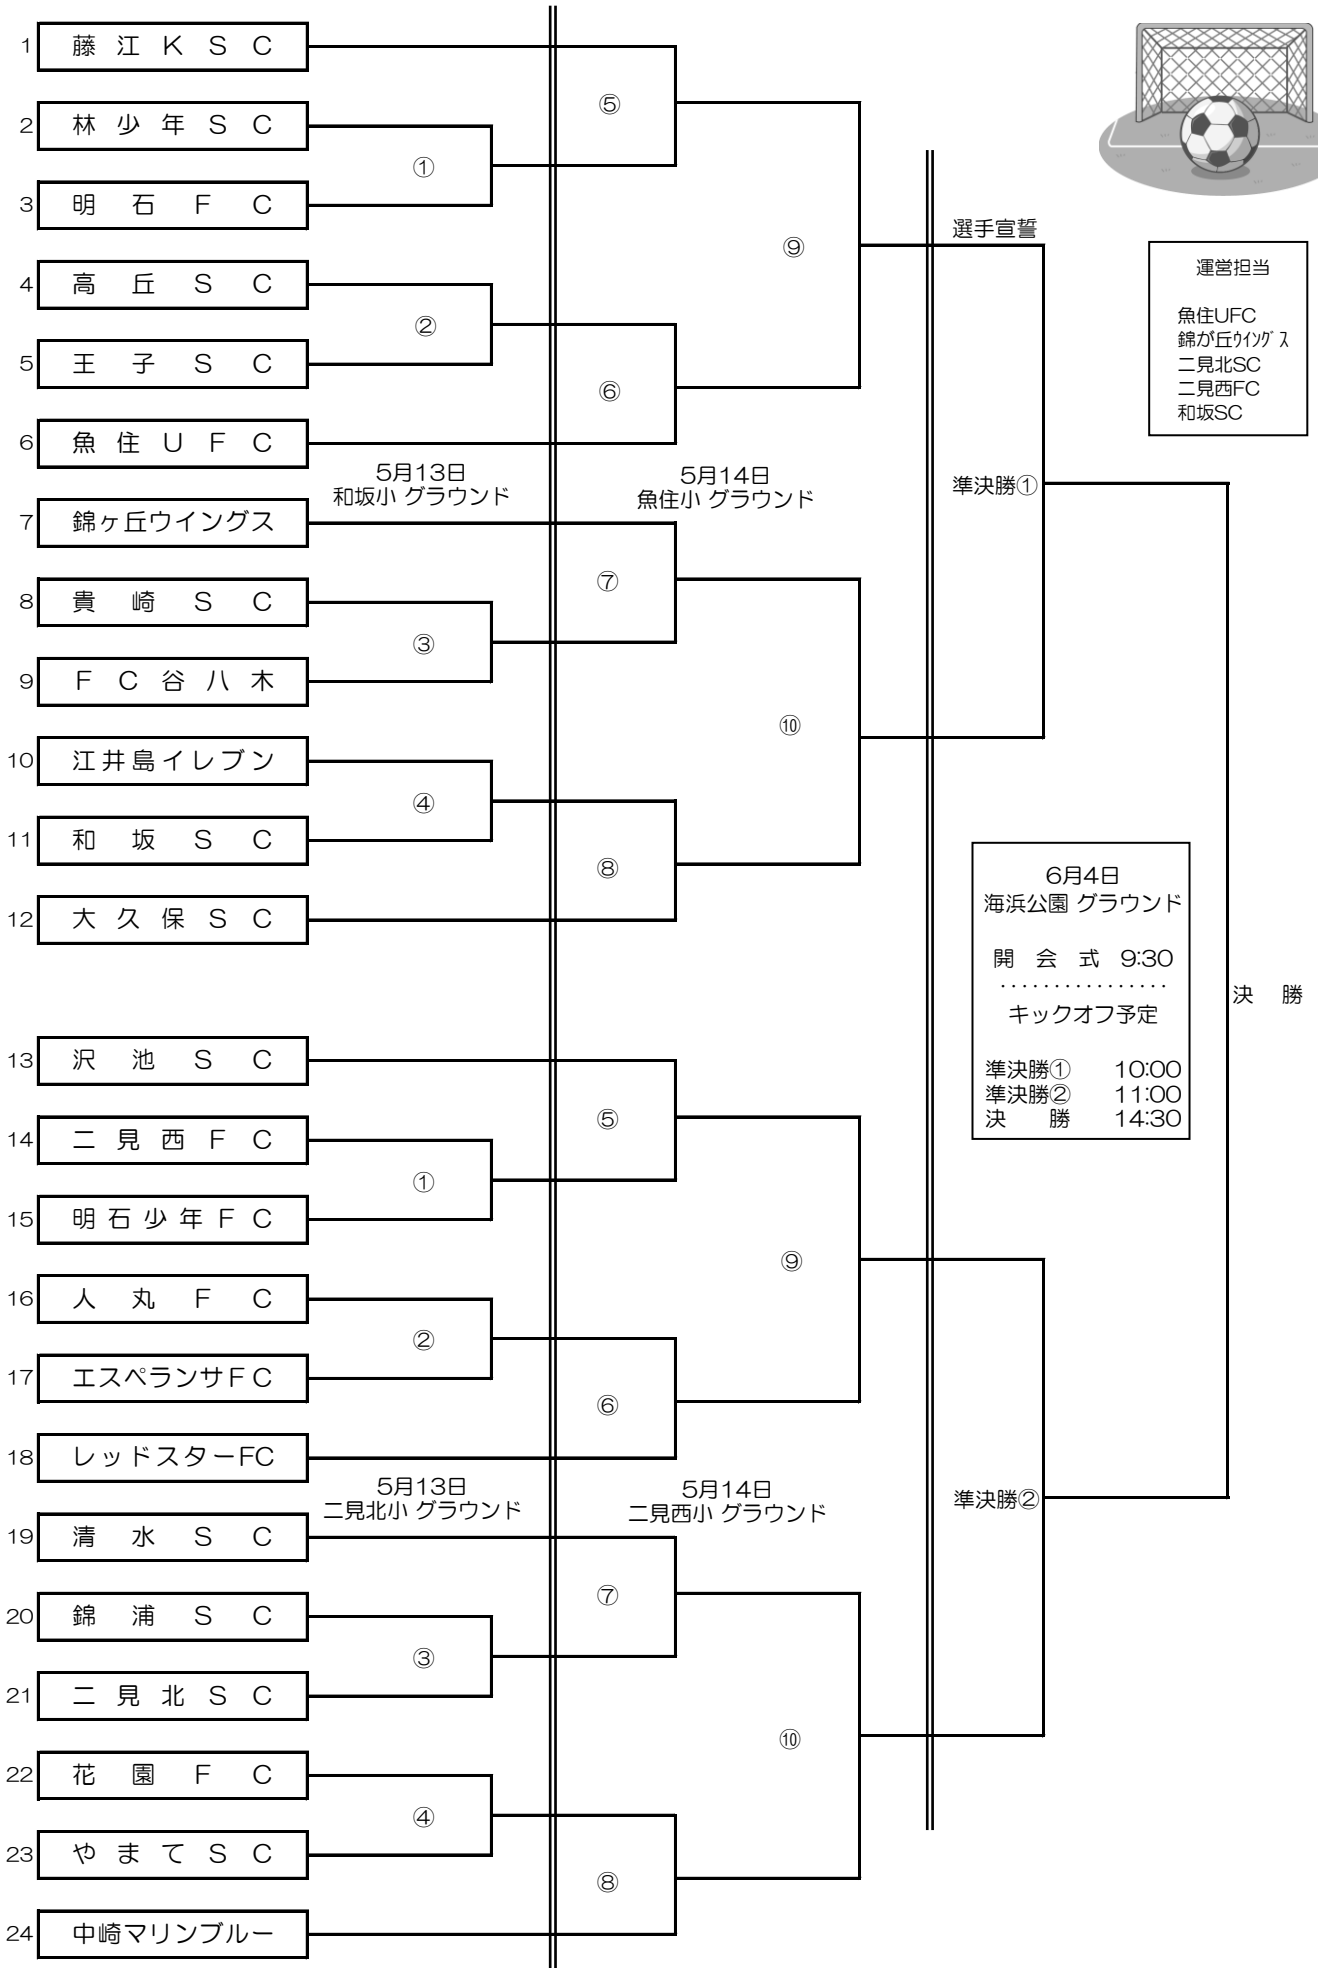 1 藤江KSC
2 林少年SC
3 明石FC
4 高丘SC
5 王子SC
6 魚住UFC
7 錦ヶ丘ウイングス
8 貴崎SC
9 FC谷八木
10 江井島イレブン
11 和坂SC
12 大久保SC
13 沢池SC
14 二見西FC
15 明石少年FC
16 人丸FC
17 エスペランサFC
18 レッドスターFC
19 清水SC
20 錦浦SC
21 二見北SC
22 花園FC
23 やまてSC
24 中崎マリンブルー
①
②
③
④
①
②
③
④
5月13日
和坂小 グラウンド
5月13日
二見北小 グラウンド
⑤
⑥
⑦
⑧
⑤
⑥
⑦
⑧
5月14日
魚住小 グラウンド
5月14日
二見西小 グラウンド
⑨
⑩
⑨
⑩
選手宣誓
準決勝①
準決勝②
決 勝
運営担当
魚住UFC
錦が丘ウイングス
二見北SC
二見西FC
和坂SC
6月4日
海浜公園 グラウンド
開 会 式 9:30
................
キックオフ予定
準決勝① 10:00
準決勝② 11:00
決 勝 14:30